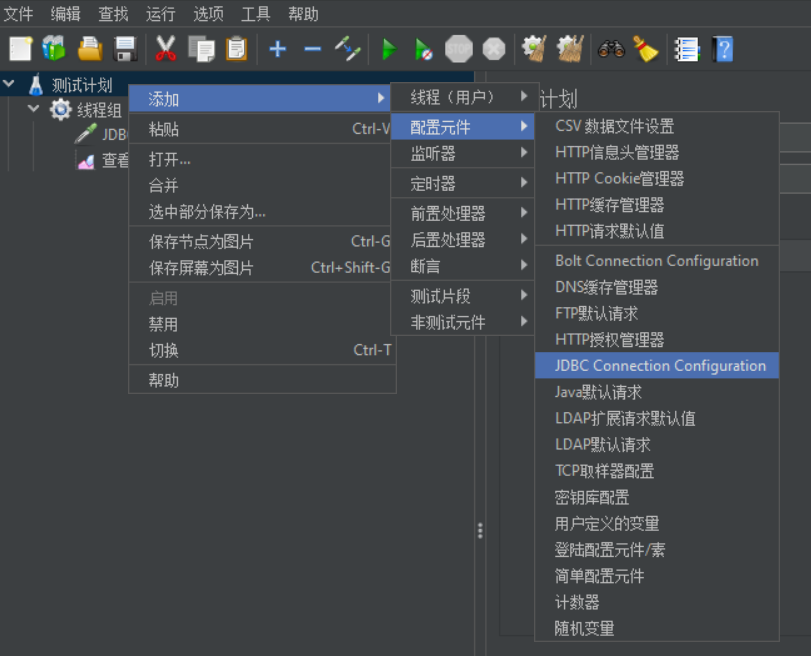 文件 编辑 查找 运行 选项 工具 帮助
STOP
测试计划
线程组
JDB
查看
添加
粘贴 Ctrl-V
打开...
合并
选中部分保存为...
保存节点为图片 Ctrl-G
保存屏幕为图片 Ctrl+Shift-G
启用
禁用
切换 Ctrl-T
帮助
线程（用户）
配置元件
监听器
定时器
前置处理器
后置处理器
断言
测试片段
非测试元件
计划
CSV 数据文件设置
HTTP信息头管理器
HTTP Cookie管理器
HTTP缓存管理器
HTTP请求默认值
Bolt Connection Configuration
DNS缓存管理器
FTP默认请求
HTTP授权管理器
JDBC Connection Configuration
Java默认请求
LDAP扩展请求默认值
LDAP默认请求
TCP取样器配置
密钥库配置
用户定义的变量
登陆配置元件/素
简单配置元件
计数器
随机变量